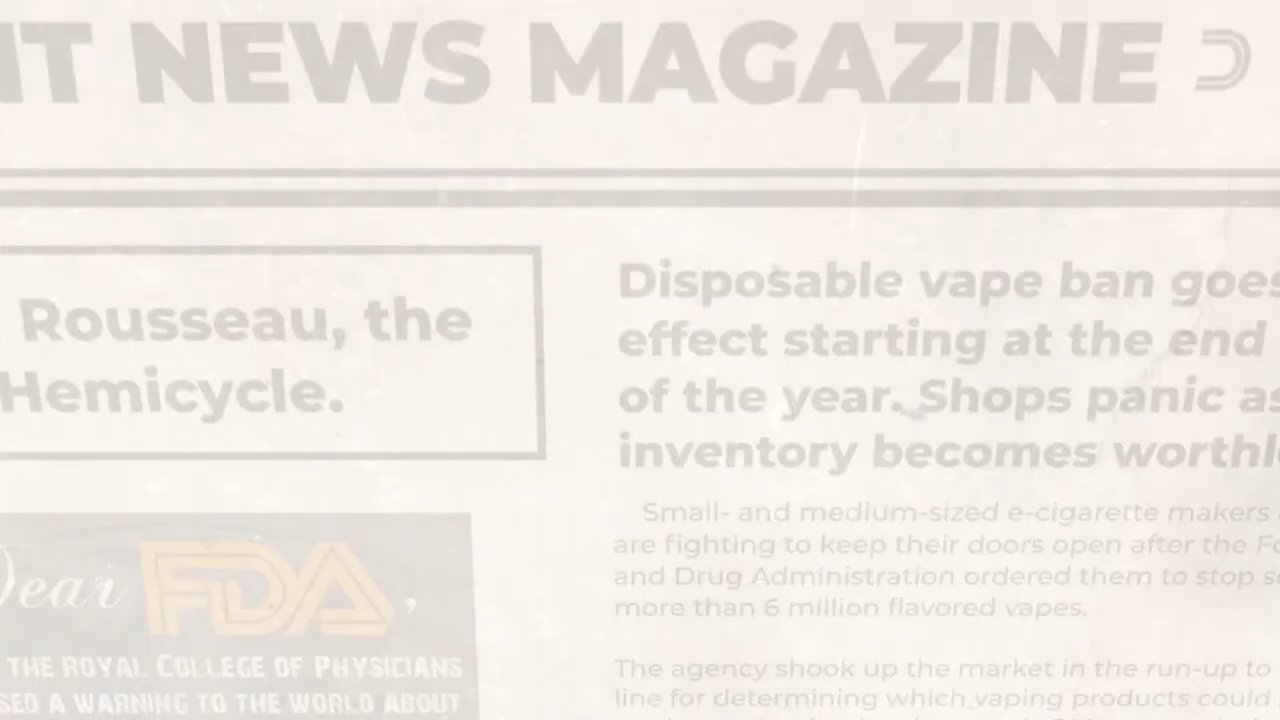 NEWS MAGAZINE
Rousseau, the
Hemicycle.
Disposable vape ban goes
effect starting at the end
of the year. Shops panic as
inventory becomes
Small- and medium-sized e-cigarette makers
are fighting to keep their doors open after the
and Drug Administration ordered them to stop
more than 6 million flavored vapes.
The agency shook up the market in the run-up to
line for determining which vaping products could
Dear FDA,
THE ROYAL COLLEGE OF PHYSICIANS
A WARNING TO THE WORLD ABOUT